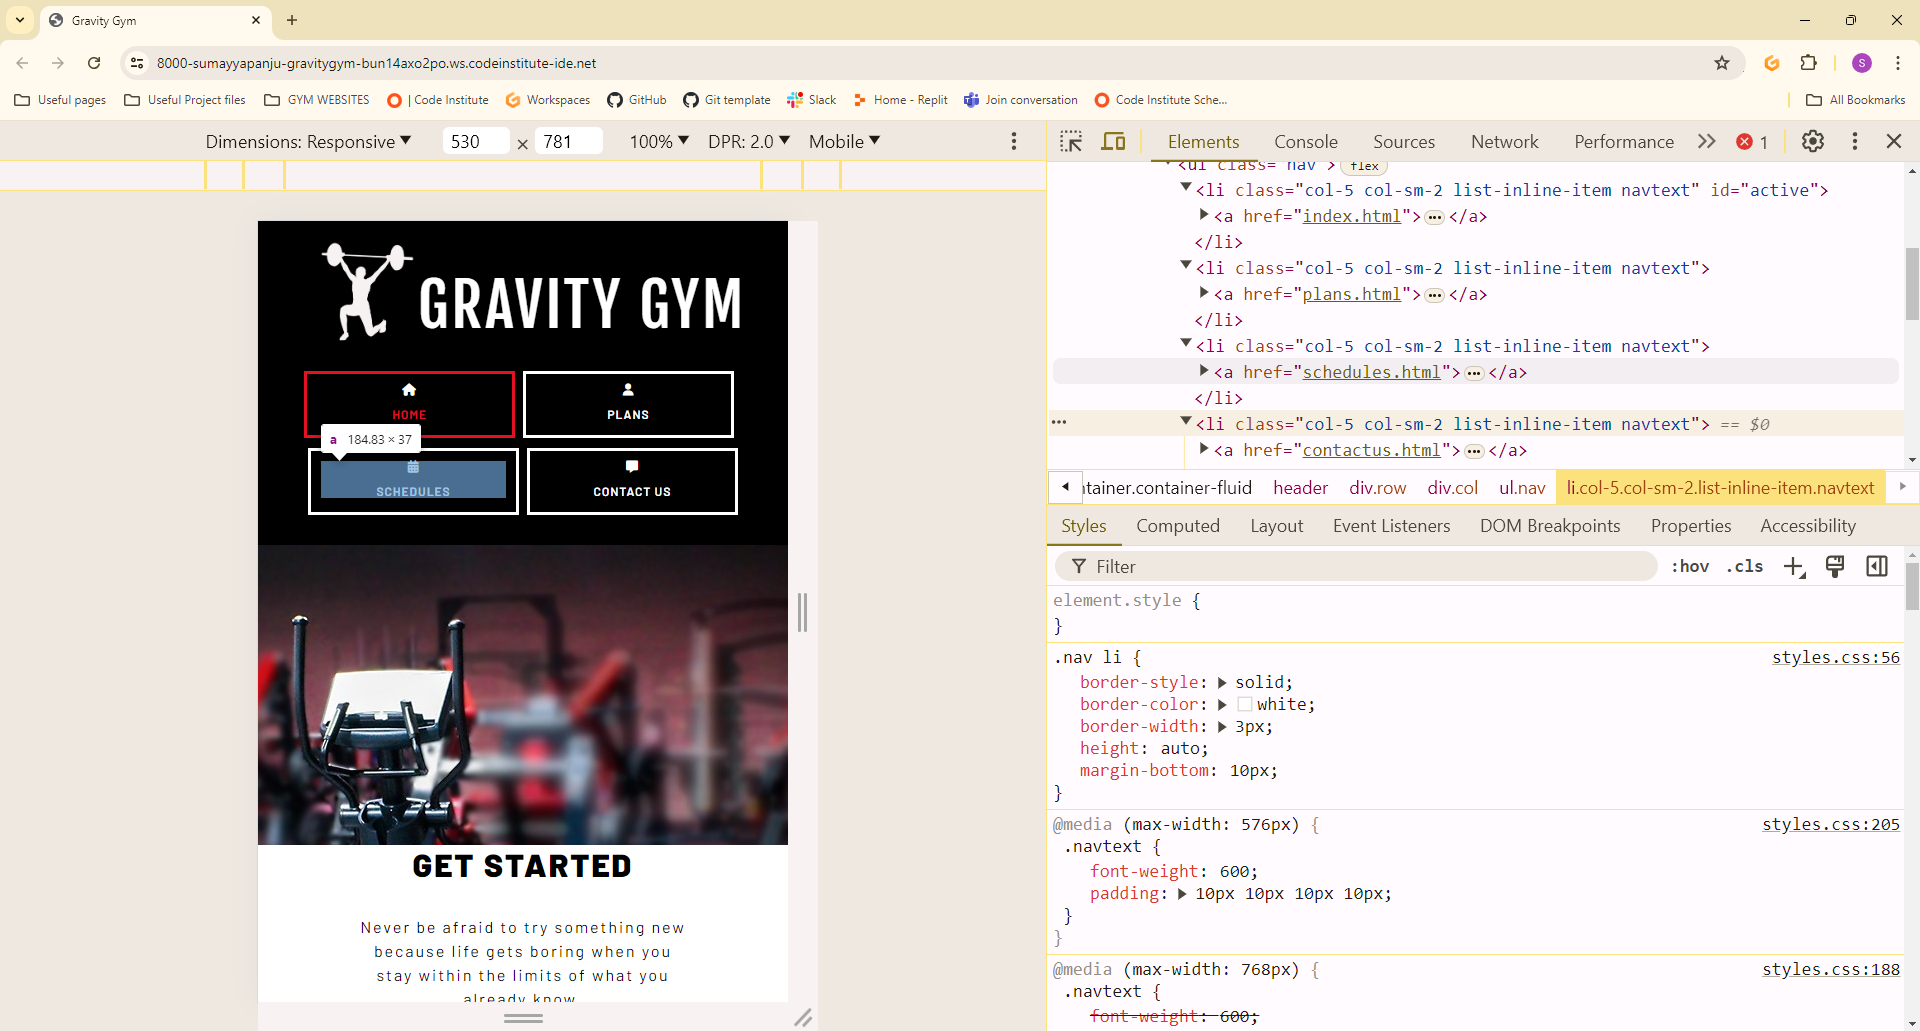 Gravity Gym
8000-sumayyapanju-gravitygym-bun14axo2po.ws.codeinstitute-ide.net
S
Useful pages
Useful Project files
GYM WEBSITES
| Code Institute
Workspaces
GitHub
Git template
Slack
Home - Replit
Join conversation
Code Institute Sche...
All Bookmarks
Dimensions: Responsive
530 × 781
100%
DPR: 2.0
Mobile
GRAVITY GYM
HOME
PLANS
a 184.83 × 37
SCHEDULES
CONTACT US
GET STARTED
Never be afraid to try something new
because life gets boring when you
stay within the limits of what you
already know
Elements
Console
Sources
Network
Performance
1
<ul class="nav"> flex
<li class="col-5 col-sm-2 list-inline-item navtext" id="active">
<a href="index.html">…</a>
</li>
<li class="col-5 col-sm-2 list-inline-item navtext">
<a href="plans.html">…</a>
</li>
<li class="col-5 col-sm-2 list-inline-item navtext">
<a href="schedules.html">…</a>
</li>
<li class="col-5 col-sm-2 list-inline-item navtext"> == $0
<a href="contactus.html">…</a>
ntainer.container-fluid header div.row div.col ul.nav li.col-5.col-sm-2.list-inline-item.navtext
Styles
Computed
Layout
Event Listeners
DOM Breakpoints
Properties
Accessibility
Filter
:hov .cls
element.style {
}
.nav li { styles.css:56
border-style: solid;
border-color: white;
border-width: 3px;
height: auto;
margin-bottom: 10px;
}
@media (max-width: 576px) { styles.css:205
.navtext {
font-weight: 600;
padding: 10px 10px 10px 10px;
}
}
@media (max-width: 768px) { styles.css:188
.navtext {
font-weight: 600;